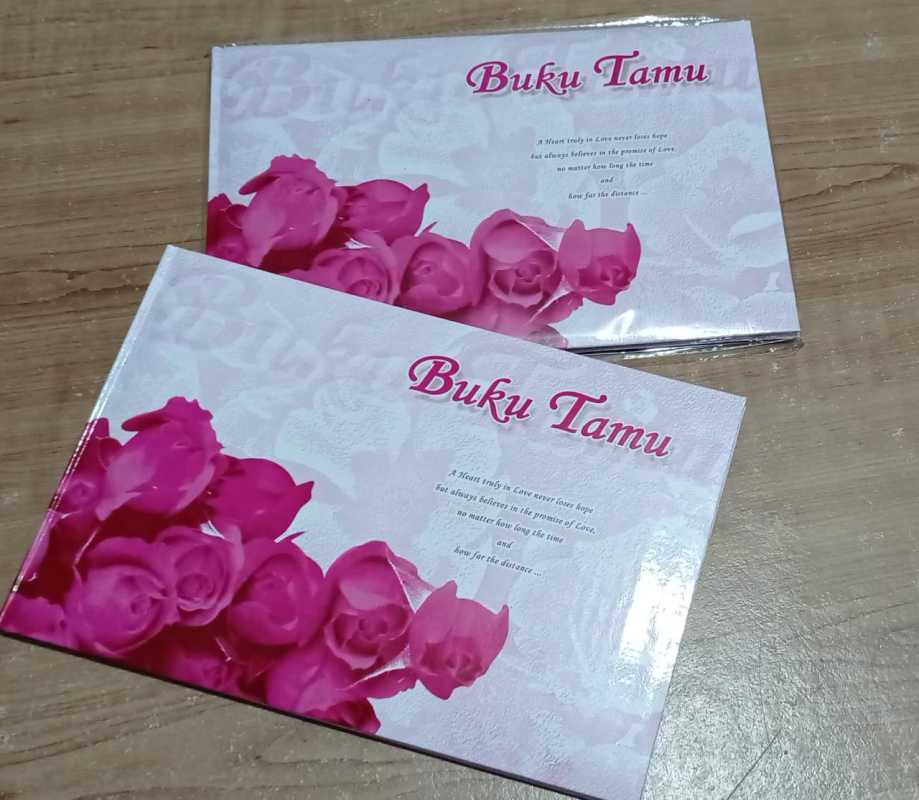 Buku Tamu
A Heart truly in Love never loses hope
but always believes in the promise of Love,
no matter how long the time
and
how far the distance ...
Buku Tamu
A Heart truly in Love never loses hope
but always believes in the promise of Love,
no matter how long the time
and
how far the distance ...